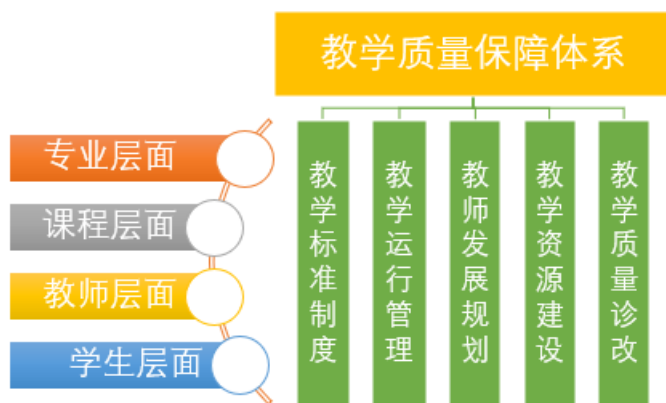 教学质量保障体系
专业层面
课程层面
教师层面
学生层面
教学标准制度
教学运行管理
教师发展规划
教学资源建设
教学质量诊改